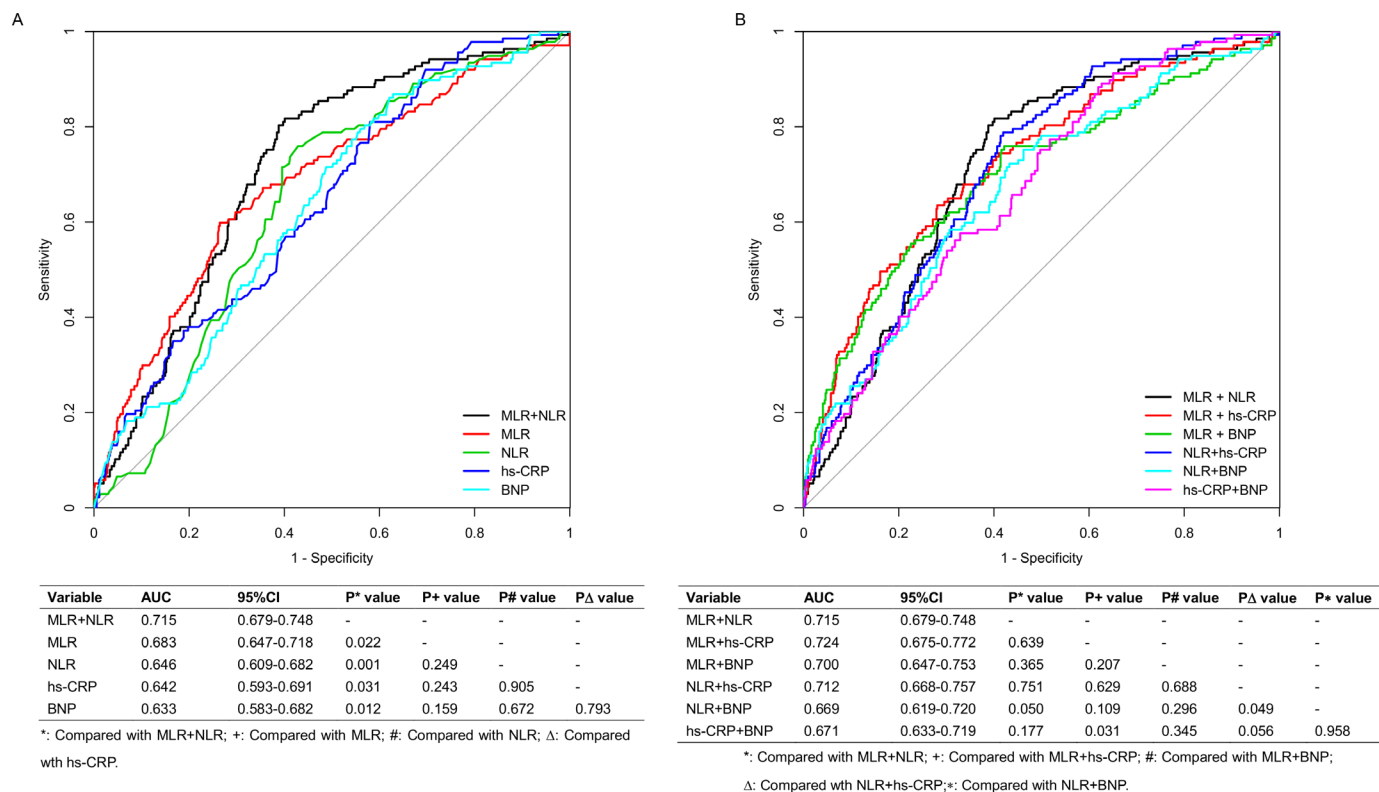 A
1
0.8
0.6
0.4
0.2
0
Sensitivity
0
0.2
0.4
0.6
0.8
1
1 - Specificity
MLR+NLR
MLR
NLR
hs-CRP
BNP
Variable AUC 95%CI P* value P+ value P# value PΔ value
MLR+NLR 0.715 0.679-0.748 - - - -
MLR 0.683 0.647-0.718 0.022 - - -
NLR 0.646 0.609-0.682 0.001 0.249 - -
hs-CRP 0.642 0.593-0.691 0.031 0.243 0.905 -
BNP 0.633 0.583-0.682 0.012 0.159 0.672 0.793
*: Compared with MLR+NLR; +: Compared with MLR; #: Compared with NLR; Δ: Compared
wth hs-CRP.
B
1
0.8
0.6
0.4
0.2
0
Sensitivity
0
0.2
0.4
0.6
0.8
1
1 - Specificity
MLR + NLR
MLR + hs-CRP
MLR + BNP
NLR+hs-CRP
NLR+BNP
hs-CRP+BNP
Variable AUC 95%CI P* value P+ value P# value PΔ value P∗ value
MLR+NLR 0.715 0.679-0.748 - - - -
MLR+hs-CRP 0.724 0.675-0.772 0.639 - - -
MLR+BNP 0.700 0.647-0.753 0.365 0.207 - -
NLR+hs-CRP 0.712 0.668-0.757 0.751 0.629 0.688 - -
NLR+BNP 0.669 0.619-0.720 0.050 0.109 0.296 0.049 -
hs-CRP+BNP 0.671 0.633-0.719 0.177 0.031 0.345 0.056 0.958
*: Compared with MLR+NLR; +: Compared with MLR+hs-CRP; #: Compared with MLR+BNP;
Δ: Compared wth NLR+hs-CRP;∗: Compared with NLR+BNP.